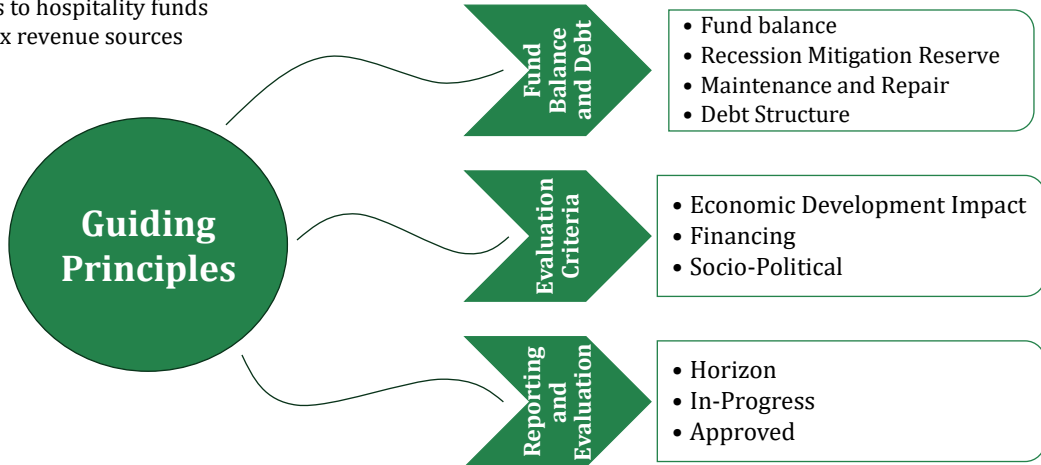 to hospitality funds
revenue sources
Guiding
Principles
Fund
Balance
and Debt
• Fund balance
• Recession Mitigation Reserve
• Maintenance and Repair
• Debt Structure
Evaluation
Criteria
• Economic Development Impact
• Financing
• Socio-Political
Reporting
and
Evaluation
• Horizon
• In-Progress
• Approved